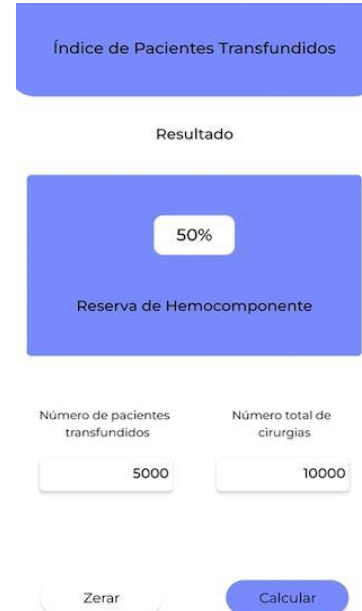 Índice de Pacientes Transfundidos
Resultado
50%
Reserva de Hemocomponente
Número de pacientes
transfundidos
Número total de
cirurgias
5000
10000
Zerar
Calcular